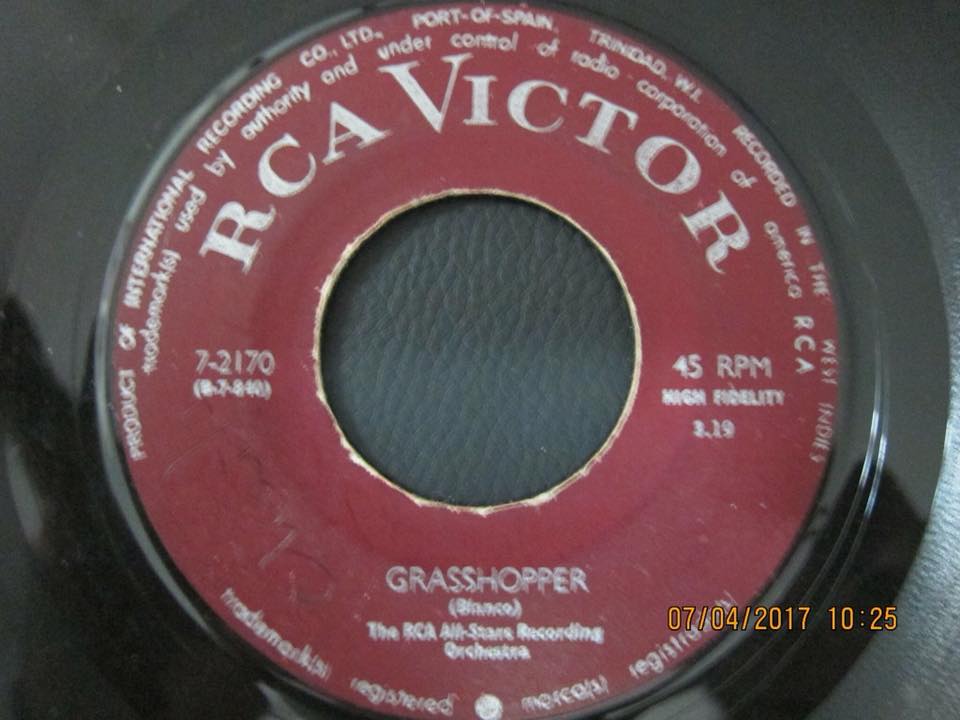 PRODUCT OF INTERNATIONAL RECORDING CO., LTD., PORT-OF-SPAIN, TRINIDAD, W.I. RECORDED IN THE WEST INDIES
trademark(s) used by authority and under control of radio corporation of america RCA
RCA VICTOR
7-2170
(B-7-840)
45 RPM
HIGH FIDELITY
3.19
GRASSHOPPER
(Blanco)
The RCA All-Stars Recording
Orchestra
trademark(s) registered marca(s) registrada(s)
07/04/2017 10:25